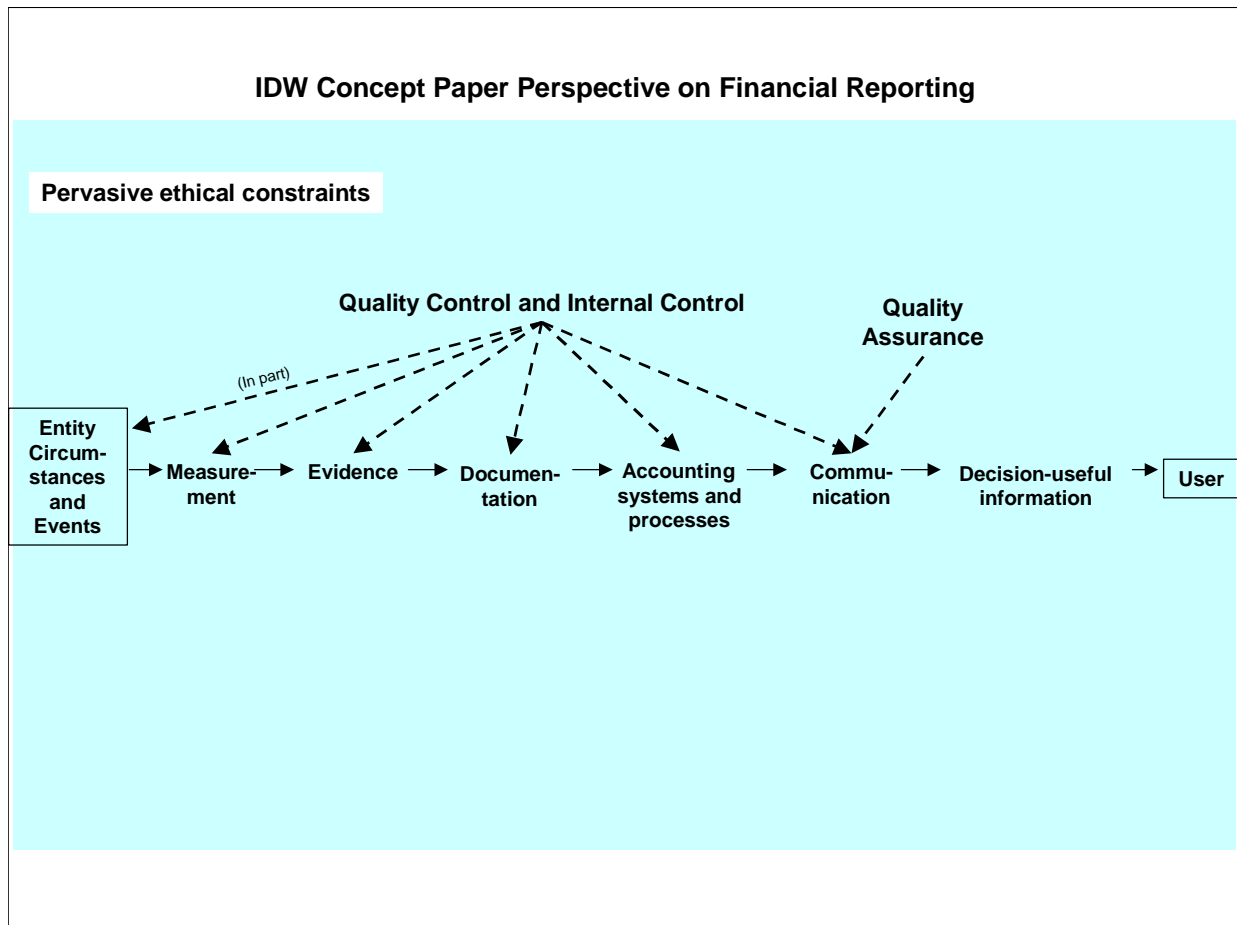 IDW Concept Paper Perspective on Financial Reporting
Pervasive ethical constraints
Quality Control and Internal Control
Quality
Assurance
(In part)
Entity
Circum-
stances
and
Events
Measure-
ment
Evidence
Documen-
tation
Accounting
systems and
processes
Commu-
nication
Decision-useful
information
User